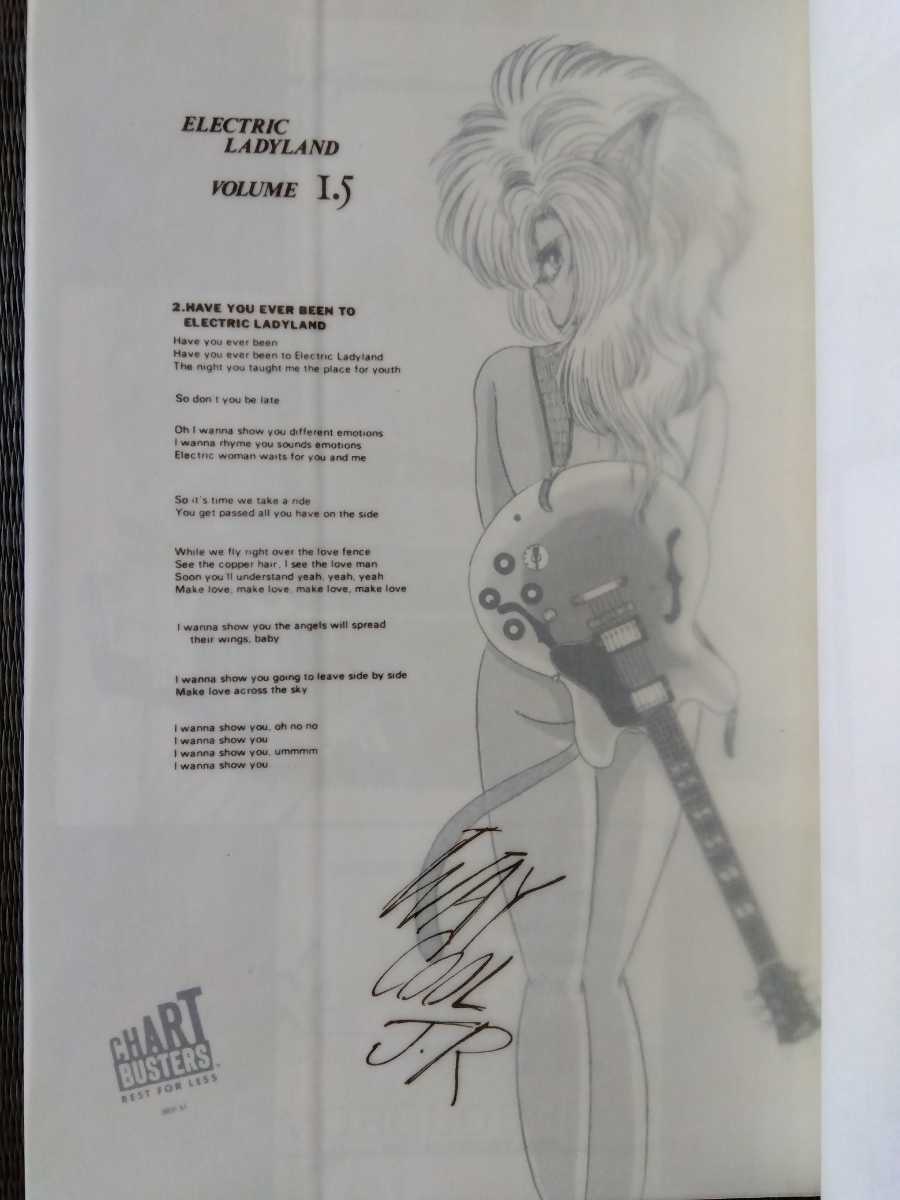 ELECTRIC
LADYLAND
VOLUME 1.5
2.HAVE YOU EVER BEEN TO
ELECTRIC LADYLAND
Have you ever been
Have you ever been to Electric Ladyland
The night you taught me the place for youth
So don't you be late
Oh I wanna show you different emotions
I wanna rhyme you sounds emotions
Electric woman waits for you and me
So it's time we take a ride
You get passed all you have on the side
While we fly right over the love fence
See the copper hair, I see the love man
Soon you'll understand yeah, yeah, yeah
Make love, make love, make love, make love
I wanna show you the angels will spread
their wings, baby
I wanna show you going to leave side by side
Make love across the sky
I wanna show you, oh no no
I wanna show you
I wanna show you, ummmm
I wanna show you
WAY
COOL
J.R
CHART
BUSTERS
BEST FOR LESS